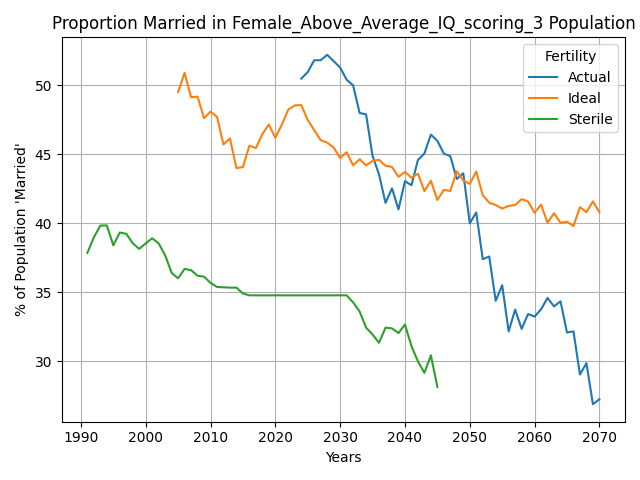 Proportion Married in Female_Above_Average_IQ_scoring_3 Population
Fertility
Actual
Ideal
Sterile
% of Population 'Married'
50
45
40
35
30
1990 2000 2010 2020 2030 2040 2050 2060 2070
Years